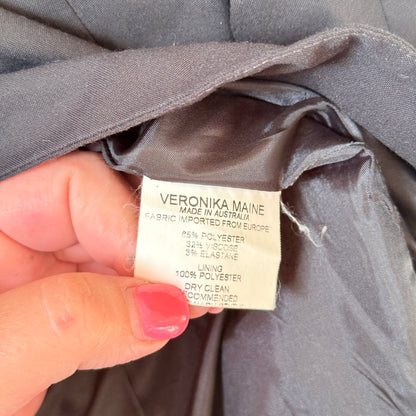 VERONIKA MAINE
MADE IN AUSTRALIA
FABRIC IMPORTED FROM EUROPE
65% POLYESTER
32% VISCOSE
3% ELASTANE
LINING
100% POLYESTER
DRY CLEAN
RECOMMENDED